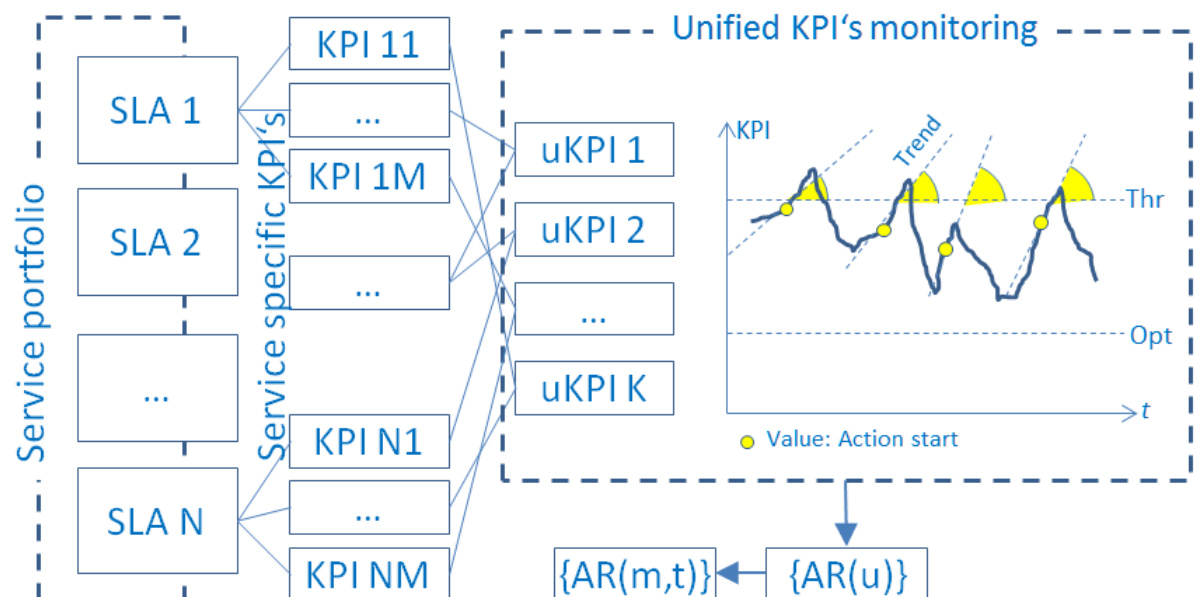 Service portfolio
SLA 1
SLA 2
...
SLA N
Service specific KPI‘s
KPI 11
...
KPI 1M
...
KPI N1
...
KPI NM
Unified KPI‘s monitoring
uKPI 1
uKPI 2
...
uKPI K
KPI
Trend
Thr
Opt
t
Value: Action start
{AR(m,t)}
{AR(u)}